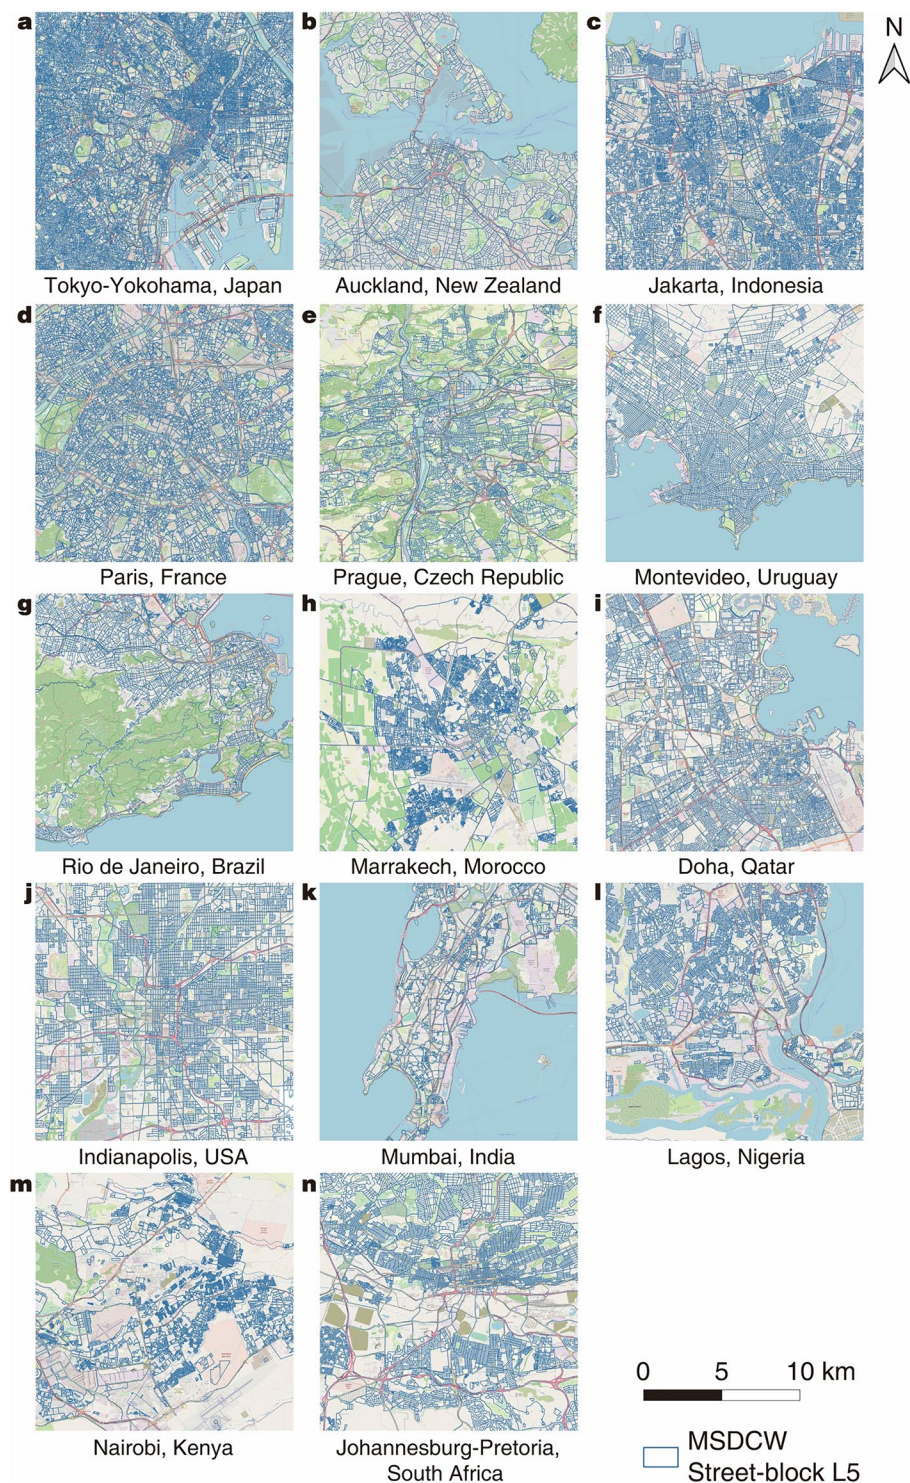 a
b
c
N
Tokyo-Yokohama, Japan
Auckland, New Zealand
Jakarta, Indonesia
d
e
f
Paris, France
Prague, Czech Republic
Montevideo, Uruguay
g
h
i
Rio de Janeiro, Brazil
Marrakech, Morocco
Doha, Qatar
j
k
l
Indianapolis, USA
Mumbai, India
Lagos, Nigeria
m
n
0 5 10 km
MSDCW
Street-block L5
Nairobi, Kenya
Johannesburg-Pretoria,
South Africa